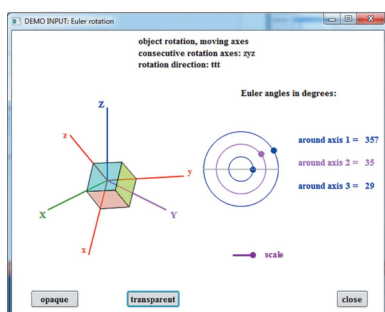 DEMO INPUT: Euler rotation
object rotation, moving axes
consecutive rotation axes: zyz
rotation direction: ttt
Euler angles in degrees:
Z
z
around axis 1 = 357
around axis 2 = 35
y
around axis 3 = 29
X
Y
x
scale
opaque
transparent
close